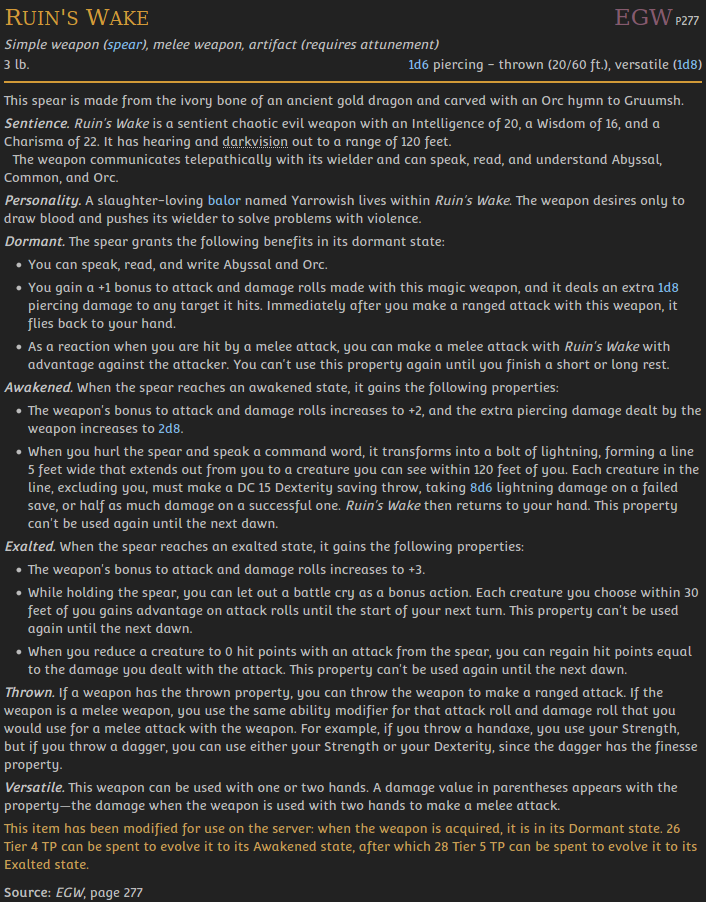 RUIN'S WAKE EGW P277
Simple weapon (spear), melee weapon, artifact (requires attunement)
3 lb. 1d6 piercing - thrown (20/60 ft.), versatile (1d8)
This spear is made from the ivory bone of an ancient gold dragon and carved with an Orc hymn to Gruumsh.
Sentience. Ruin's Wake is a sentient chaotic evil weapon with an Intelligence of 20, a Wisdom of 16, and a
Charisma of 22. It has hearing and darkvision out to a range of 120 feet.
The weapon communicates telepathically with its wielder and can speak, read, and understand Abyssal,
Common, and Orc.
Personality. A slaughter-loving balor named Yarrowish lives within Ruin's Wake. The weapon desires only to
draw blood and pushes its wielder to solve problems with violence.
Dormant. The spear grants the following benefits in its dormant state:
• You can speak, read, and write Abyssal and Orc.
• You gain a +1 bonus to attack and damage rolls made with this magic weapon, and it deals an extra 1d8
piercing damage to any target it hits. Immediately after you make a ranged attack with this weapon, it
flies back to your hand.
• As a reaction when you are hit by a melee attack, you can make a melee attack with Ruin's Wake with
advantage against the attacker. You can't use this property again until you finish a short or long rest.
Awakened. When the spear reaches an awakened state, it gains the following properties:
• The weapon's bonus to attack and damage rolls increases to +2, and the extra piercing damage dealt by the
weapon increases to 2d8.
• When you hurl the spear and speak a command word, it transforms into a bolt of lightning, forming a line
5 feet wide that extends out from you to a creature you can see within 120 feet of you. Each creature in the
line, excluding you, must make a DC 15 Dexterity saving throw, taking 8d6 lightning damage on a failed
save, or half as much damage on a successful one. Ruin's Wake then returns to your hand. This property
can't be used again until the next dawn.
Exalted. When the spear reaches an exalted state, it gains the following properties:
• The weapon's bonus to attack and damage rolls increases to +3.
• While holding the spear, you can let out a battle cry as a bonus action. Each creature you choose within 30
feet of you gains advantage on attack rolls until the start of your next turn. This property can't be used
again until the next dawn.
• When you reduce a creature to 0 hit points with an attack from the spear, you can regain hit points equal
to the damage you dealt with the attack. This property can't be used again until the next dawn.
Thrown. If a weapon has the thrown property, you can throw the weapon to make a ranged attack. If the
weapon is a melee weapon, you use the same ability modifier for that attack roll and damage roll that you
would use for a melee attack with the weapon. For example, if you throw a handaxe, you use your Strength,
but if you throw a dagger, you can use either your Strength or your Dexterity, since the dagger has the finesse
property.
Versatile. This weapon can be used with one or two hands. A damage value in parentheses appears with the
property—the damage when the weapon is used with two hands to make a melee attack.
This item has been modified for use on the server: when the weapon is acquired, it is in its Dormant state. 26
Tier 4 TP can be spent to evolve it to its Awakened state, after which 28 Tier 5 TP can be spent to evolve it to its
Exalted state.
Source: EGW, page 277